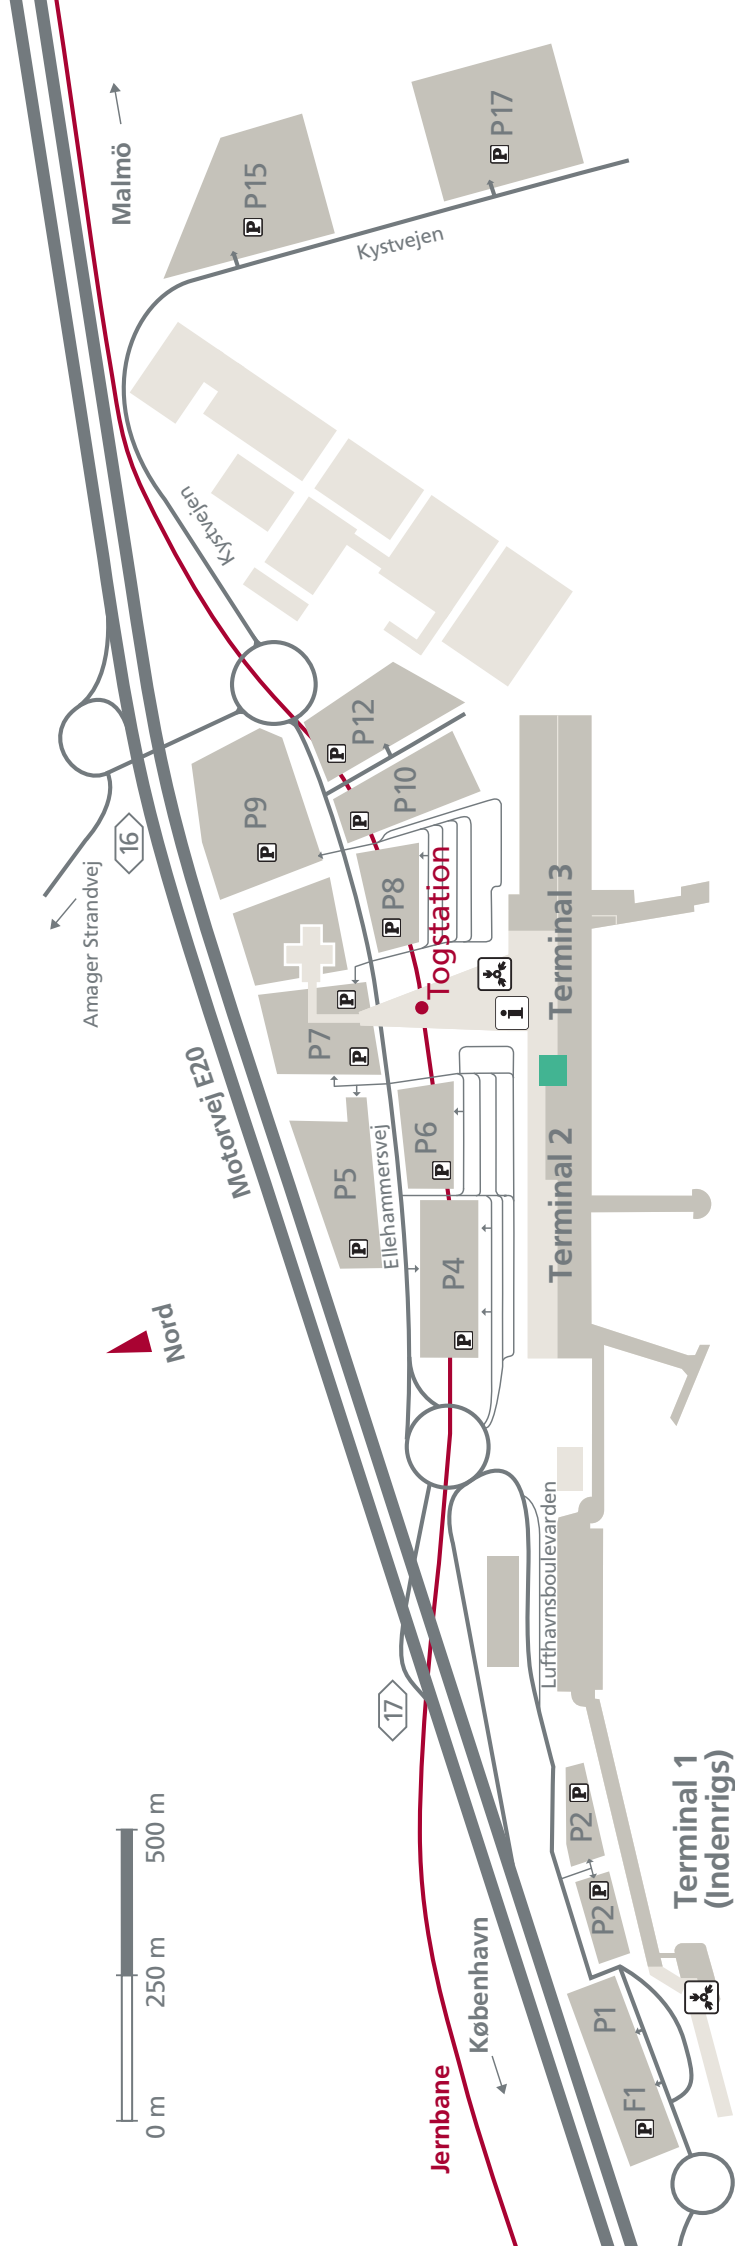 Malmö
P17
P15
Kystvejen
Kystvejen
P12
P10
P9
16
Amager Strandvej
P8
Togstation
Terminal 3
i
P7
Motorvej E20
P6
P5
Ellehammersvej
Terminal 2
P4
Nord
Lufthavnsboulevarden
17
P2
P2
Terminal 1
(Indenrigs)
0 m
250 m
500 m
København
Jernbane
P1
F1
P
P
P
P
P
P
P
P
P
P
P
P
P
P